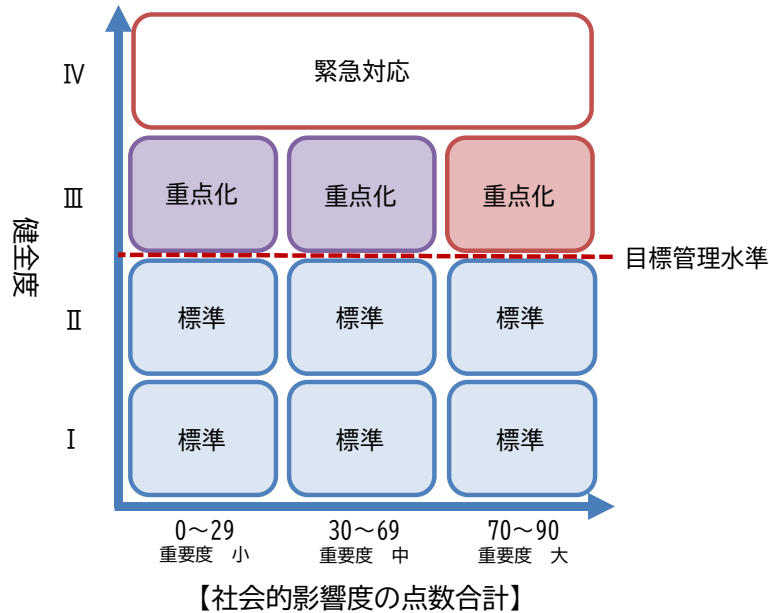 Ⅳ
緊急対応
Ⅲ
重点化
重点化
重点化
健全度
目標管理水準
Ⅱ
標準
標準
標準
Ⅰ
標準
標準
標準
0～29
30～69
70～90
重要度　小
重要度　中
重要度　大
【社会的影響度の点数合計】